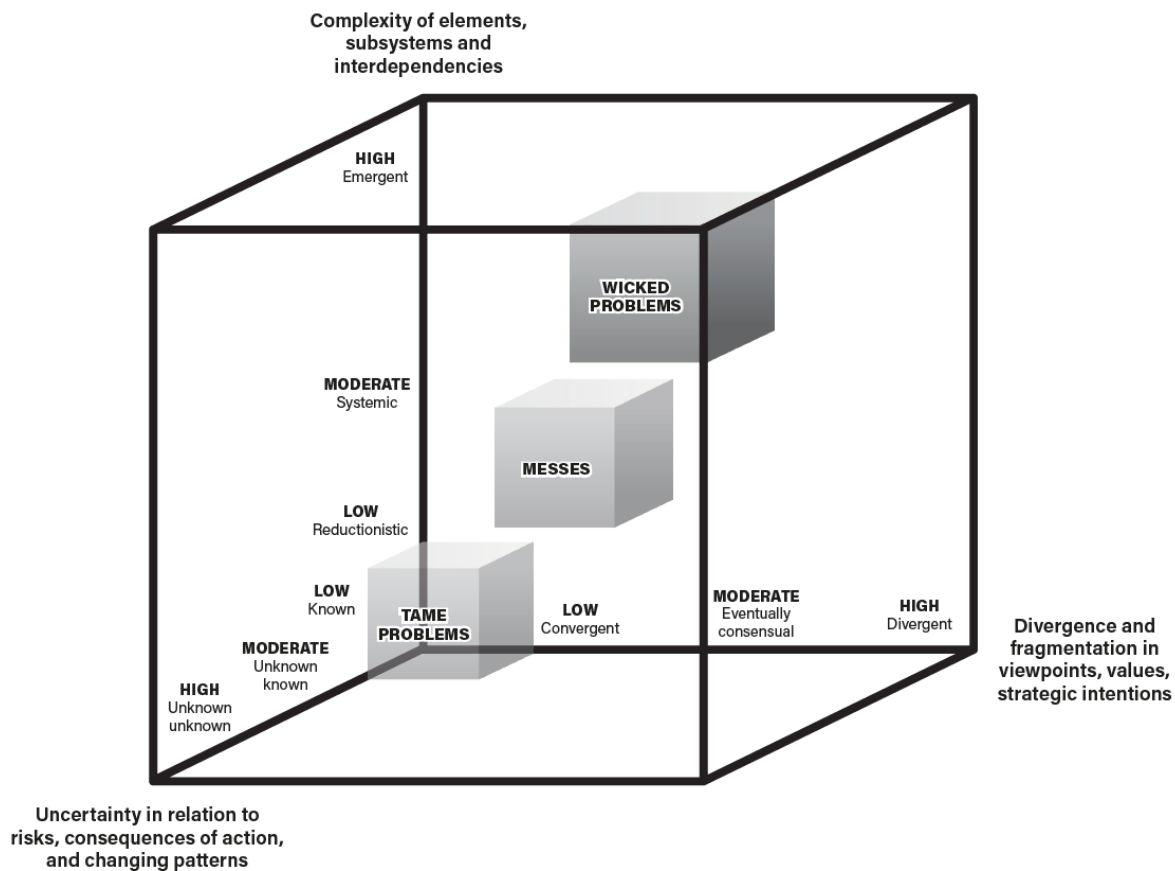 Complexity of elements,
subsystems and
interdependencies
HIGH
Emergent
WICKED
PROBLEMS
MODERATE
Systemic
MESSES
LOW
Reductionistic
LOW
Known
TAME
PROBLEMS
LOW
Convergent
MODERATE
Eventually
consensual
HIGH
Divergent
MODERATE
Unknown
known
HIGH
Unknown
unknown
Divergence and
fragmentation in
viewpoints, values,
strategic intentions
Uncertainty in relation to
risks, consequences of action,
and changing patterns